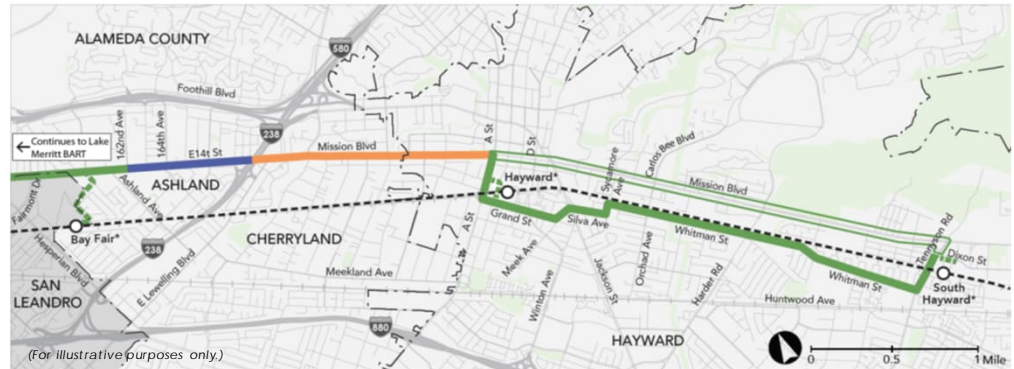 ALAMEDA COUNTY
580
Foothill Blvd
238
Continues to Lake
Merritt BART
162nd Ave
164th Ave
E14t St
Mission Blvd
A St
D St
Sycamore
Ave
Carlos Bee Blvd
Mission Blvd
Fairmont D
Ashland Ave
ASHLAND
Hayward*
Bay Fair*
Hesperian Blvd
238
CHERRYLAND
A St
Grand St
Silva Ave
Whitman St
Tennyson Rd
Dixon St
SAN
LEANDRO
E Lewelling Blvd
Meekland Ave
Meek Ave
Winton Ave
Jackson St
Orchad Ave
Harder Rd
Whitman St
Huntwood Ave
South
Hayward*
880
HAYWARD
(For illustrative purposes only.)
0
0.5
1 Mile